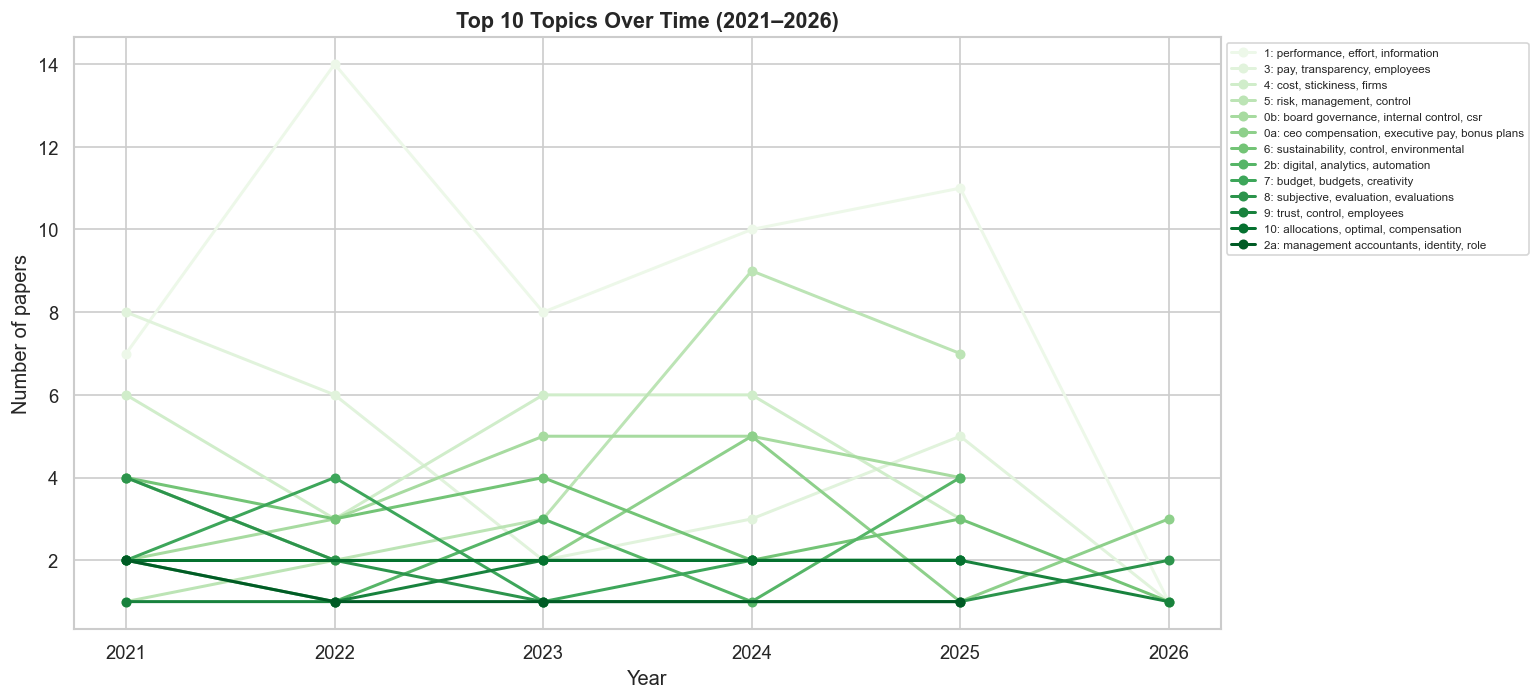 Top 10 Topics Over Time (2021–2026)
14
12
10
8
6
4
2
Number of papers
2021
2022
2023
2024
2025
2026
Year
1: performance, effort, information
3: pay, transparency, employees
4: cost, stickiness, firms
5: risk, management, control
0b: board governance, internal control, csr
0a: ceo compensation, executive pay, bonus plans
6: sustainability, control, environmental
2b: digital, analytics, automation
7: budget, budgets, creativity
8: subjective, evaluation, evaluations
9: trust, control, employees
10: allocations, optimal, compensation
2a: management accountants, identity, role